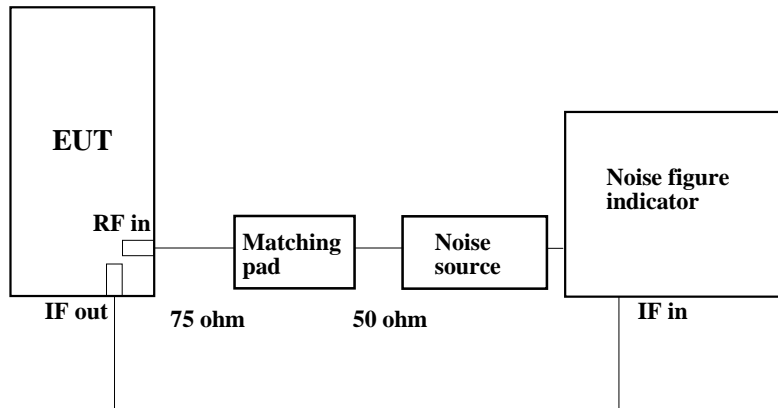 EUT
RF in
IF out
75 ohm
Matching
pad
50 ohm
Noise
source
Noise figure
indicator
IF in